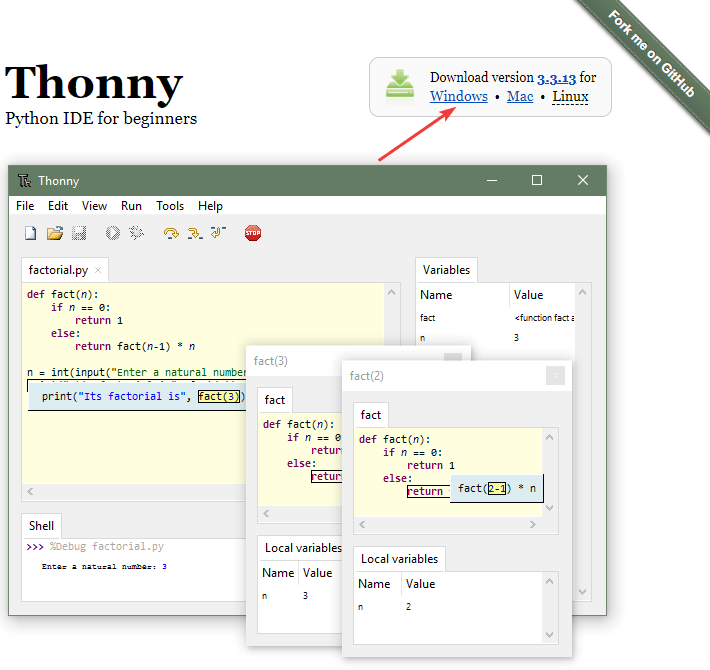 Fork me on GitHub
Thonny
Python IDE for beginners
Download version 3.3.13 for
Windows • Mac • Linux
Thonny
File Edit View Run Tools Help
STOP
factorial.py
def fact(n):
if n == 0:
return 1
else:
return fact(n-1) * n
n = int(input("Enter a natural number
print("Its factorial is", fact(3))
Shell
>>> %Debug factorial.py
Enter a natural number: 3
Variables
Name Value
fact <function fact a
n 3
fact(3)
fact
def fact(n):
if n == 0
retur
else:
retur
Local variables
Name Value
n 3
fact(2)
fact
def fact(n):
if n == 0:
return 1
else:
return fact(2-1) * n
Local variables
Name Value
n 2